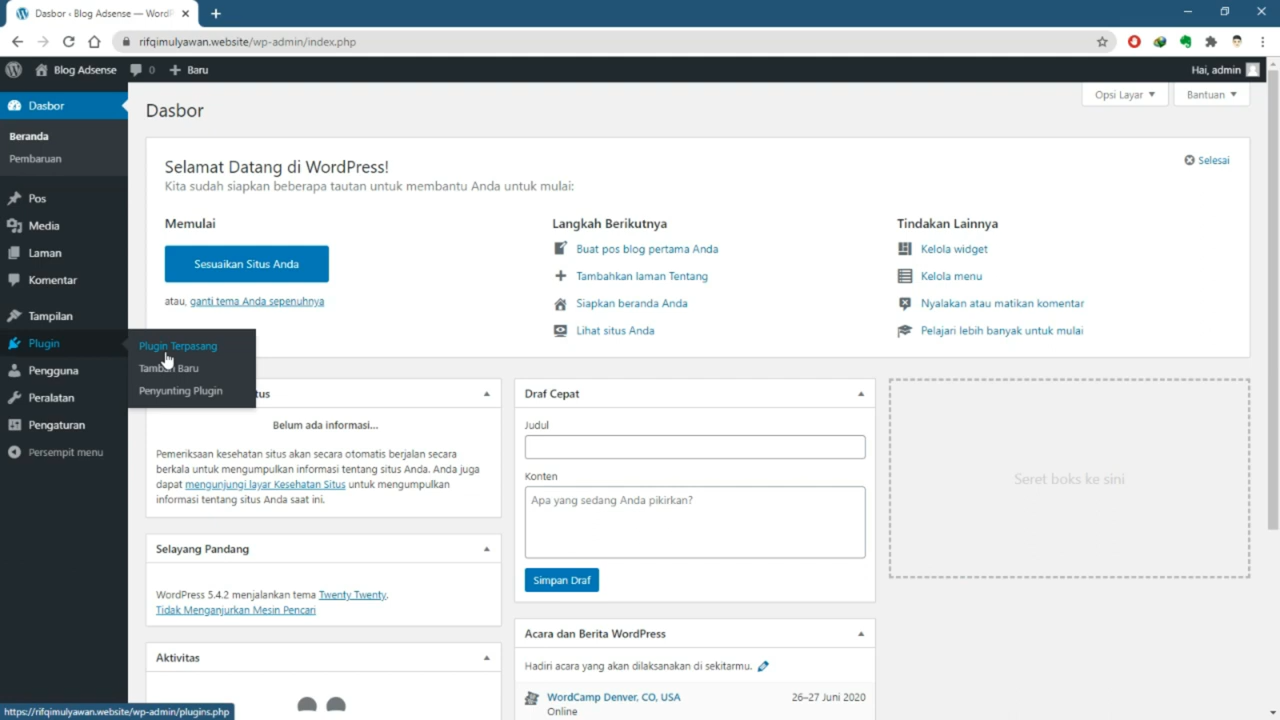 Dasbor ‹ Blog Adsense — WordP
rifqimulyawan.website/wp-admin/index.php
Blog Adsense
0
Baru
Hai, admin
Dasbor
Beranda
Pembaruan
Pos
Media
Laman
Komentar
Tampilan
Plugin
Pengguna
Peralatan
Pengaturan
Persempit menu
Plugin Terpasang
Tambah Baru
Penyunting Plugin
Dasbor
Opsi Layar
Bantuan
Selamat Datang di WordPress!
Selesai
Kita sudah siapkan beberapa tautan untuk membantu Anda untuk mulai:
Memulai
Sesuaikan Situs Anda
atau, ganti tema Anda sepenuhnya
Langkah Berikutnya
Buat pos blog pertama Anda
Tambahkan laman Tentang
Siapkan beranda Anda
Lihat situs Anda
Tindakan Lainnya
Kelola widget
Kelola menu
Nyalakan atau matikan komentar
Pelajari lebih banyak untuk mulai
tus
Belum ada informasi...
Pemeriksaan kesehatan situs akan secara otomatis berjalan secara
berkala untuk mengumpulkan informasi tentang situs Anda. Anda juga
dapat mengunjungi layar Kesehatan Situs untuk mengumpulkan
informasi tentang situs Anda saat ini.
Selayang Pandang
WordPress 5.4.2 menjalankan tema Twenty Twenty.
Tidak Menganjurkan Mesin Pencari
Aktivitas
Draf Cepat
Judul
Konten
Apa yang sedang Anda pikirkan?
Simpan Draf
Acara dan Berita WordPress
Hadiri acara yang akan dilaksanakan di sekitarmu.
WordCamp Denver, CO, USA
26–27 Juni 2020
Online
Seret boks ke sini
https://rifqimulyawan.website/wp-admin/plugins.php